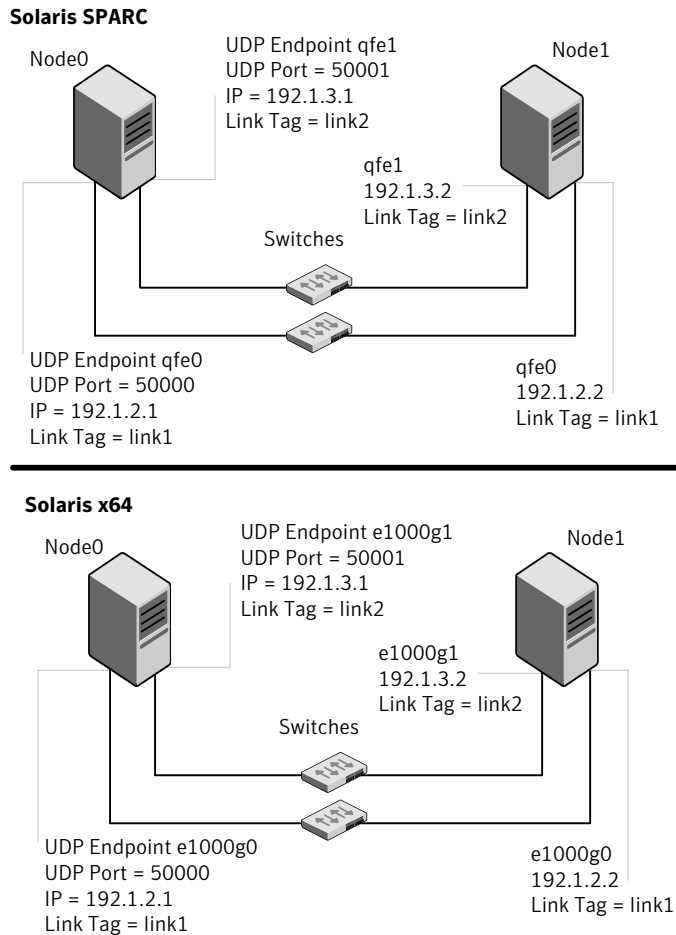 Solaris SPARC
Node0
UDP Endpoint qfe1
UDP Port = 50001
IP = 192.1.3.1
Link Tag = link2
Node1
qfe1
192.1.3.2
Link Tag = link2
Switches
UDP Endpoint qfe0
UDP Port = 50000
IP = 192.1.2.1
Link Tag = link1
qfe0
192.1.2.2
Link Tag = link1
Solaris x64
Node0
UDP Endpoint e1000g1
UDP Port = 50001
IP = 192.1.3.1
Link Tag = link2
Node1
e1000g1
192.1.3.2
Link Tag = link2
Switches
UDP Endpoint e1000g0
UDP Port = 50000
IP = 192.1.2.1
Link Tag = link1
e1000g0
192.1.2.2
Link Tag = link1